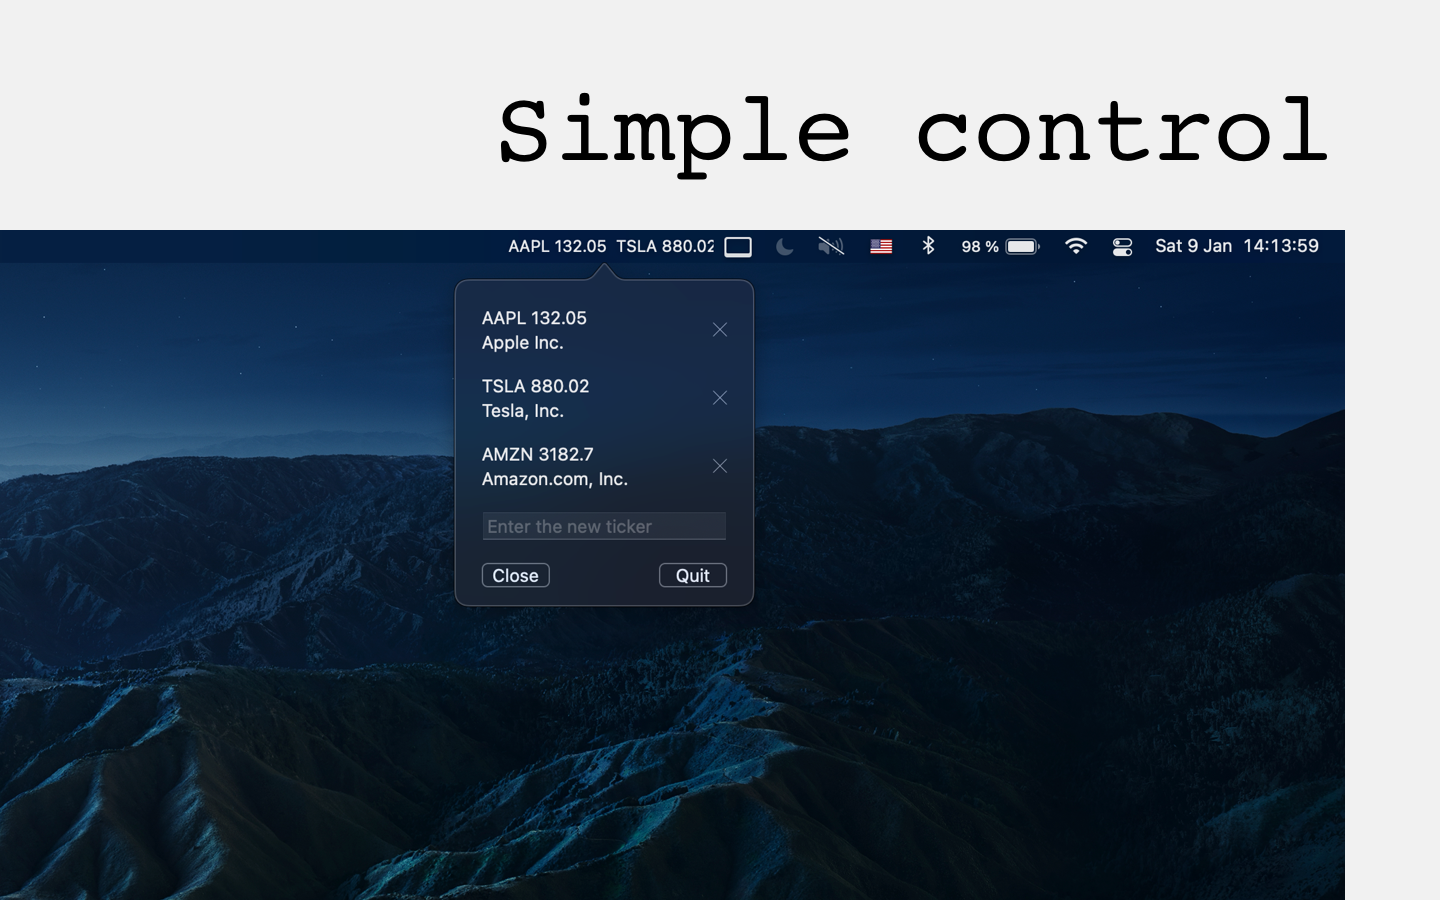 Simple control
AAPL 132.05 TSLA 880.02 98 % Sat 9 Jan 14:13:59
AAPL 132.05
Apple Inc.
TSLA 880.02
Tesla, Inc.
AMZN 3182.7
Amazon.com, Inc.
Enter the new ticker
Close Quit